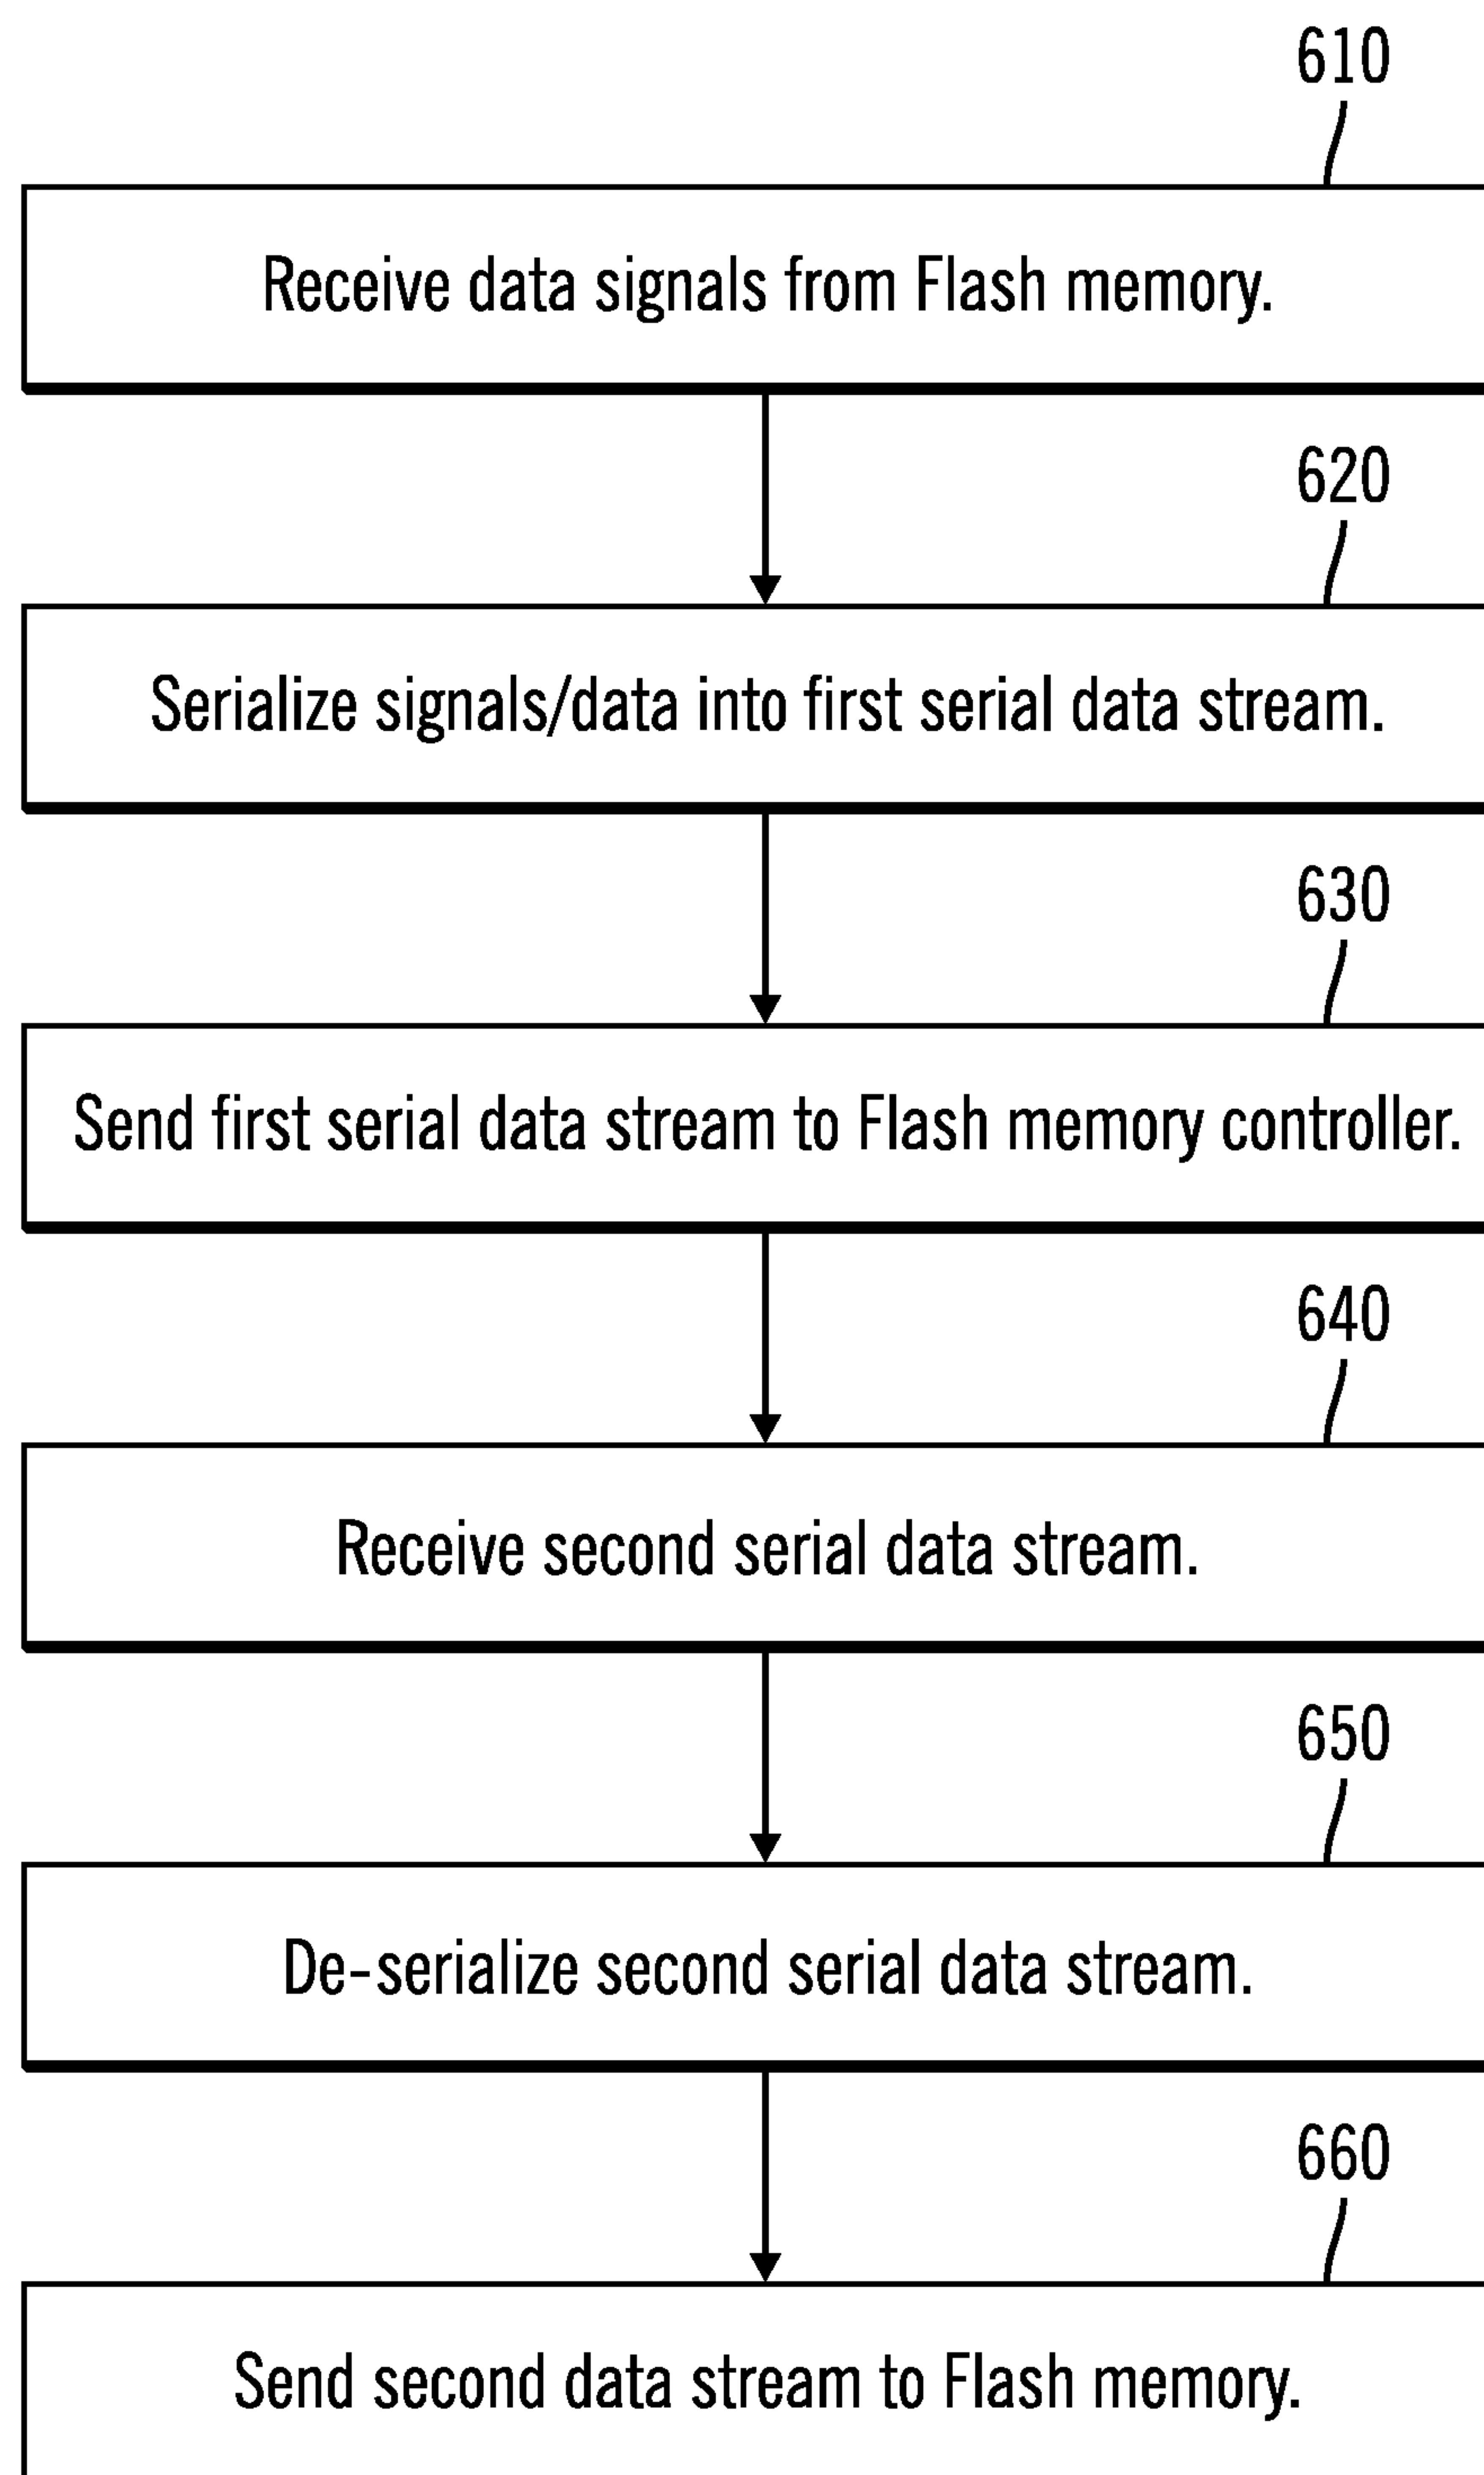 610
Receive data signals from Flash memory.
620
Serialize signals/data into first serial data stream.
630
Send first serial data stream to Flash memory controller.
640
Receive second serial data stream.
650
De-serialize second serial data stream.
660
Send second data stream to Flash memory.